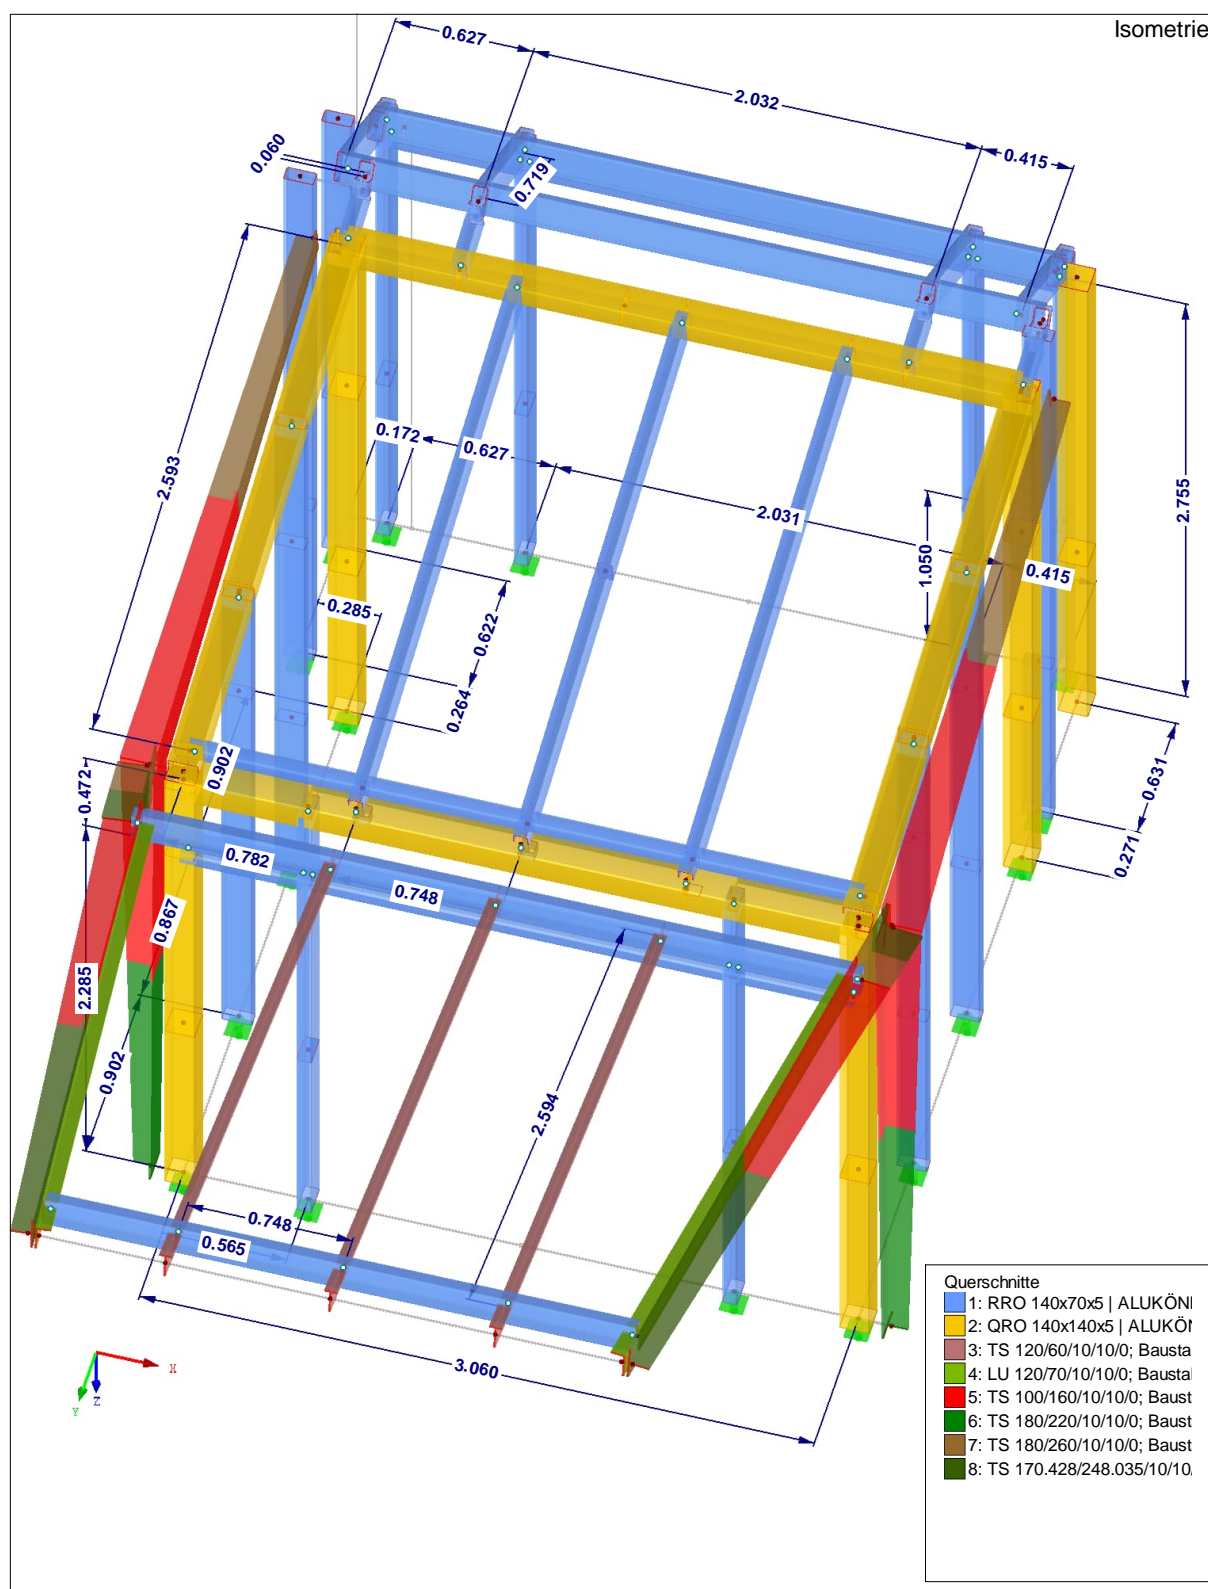 Isometrie
0.627
2.032
0.415
0.060
0.719
2.593
0.172
0.627
2.031
1.050
0.415
2.755
0.285
0.622
0.264
0.631
0.271
0.902
0.472
0.782
0.748
0.867
2.285
0.902
2.594
0.748
0.565
3.060
X
Y
Z
Querschnitte
1: RRO 140x70x5 | ALUKÖNI
2: QRO 140x140x5 | ALUKÖN
3: TS 120/60/10/10/0; Bausta
4: LU 120/70/10/10/0; Baustal
5: TS 100/160/10/10/0; Baust
6: TS 180/220/10/10/0; Baust
7: TS 180/260/10/10/0; Baust
8: TS 170.428/248.035/10/10